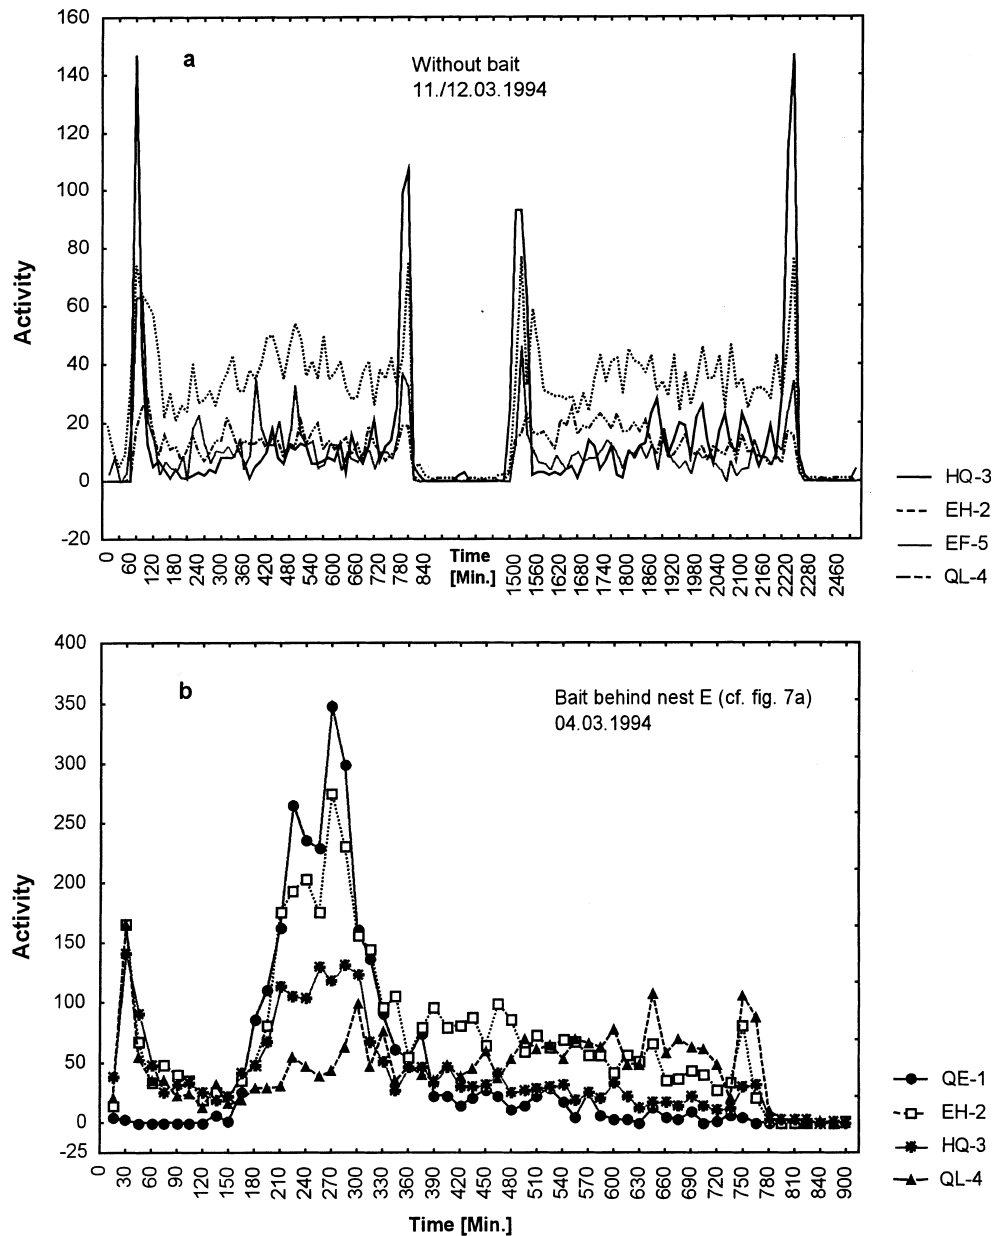 160
140
120
100
80
60
40
20
0
-20
Activity
a
Without bait
11./12.03.1994
0 60 120 180 2400 300 360 420 480 540 600 660 7200 780 840
Time
[Min.]
1500 1560 1620 1680 1740 1800 1860 1920 1980 2040 2100 2160 22200 2280 2460
HQ-3
EH-2
EF-5
QL-4
400
350
300
250
200
150
100
50
0
-25
Activity
b
Bait behind nest E (cf. fig. 7a)
04.03.1994
0 30 60 90 120 150 180 210 240 270 300 330 360 390 420 450 480 510 540 570 600 630 660 690 720 750 780 810 840 900
Time [Min.]
QE-1
EH-2
HQ-3
QL-4